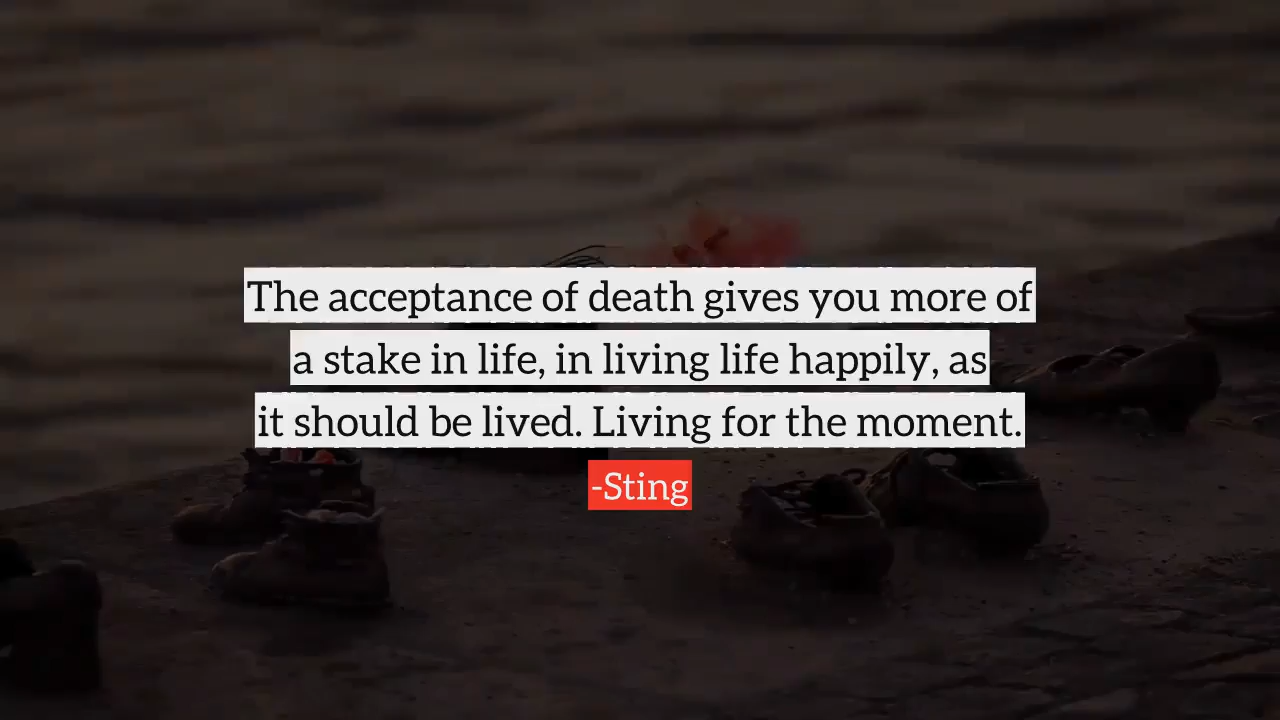 The acceptance of death gives you more of
a stake in life, in living life happily, as
it should be lived. Living for the moment.
-Sting